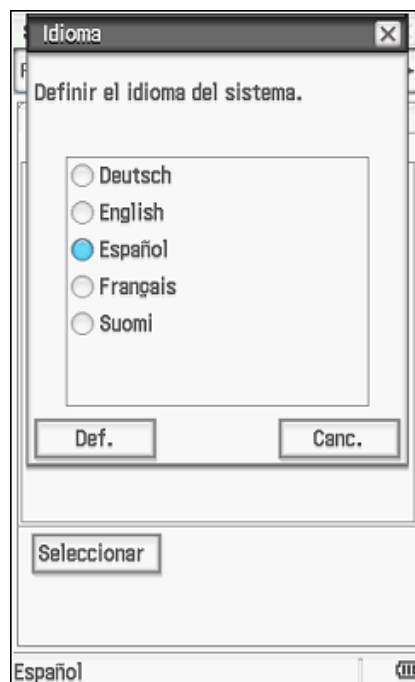 Idioma
Definir el idioma del sistema.
Deutsch
English
Español
Français
Suomi
Def.
Canc.
Seleccionar
Español